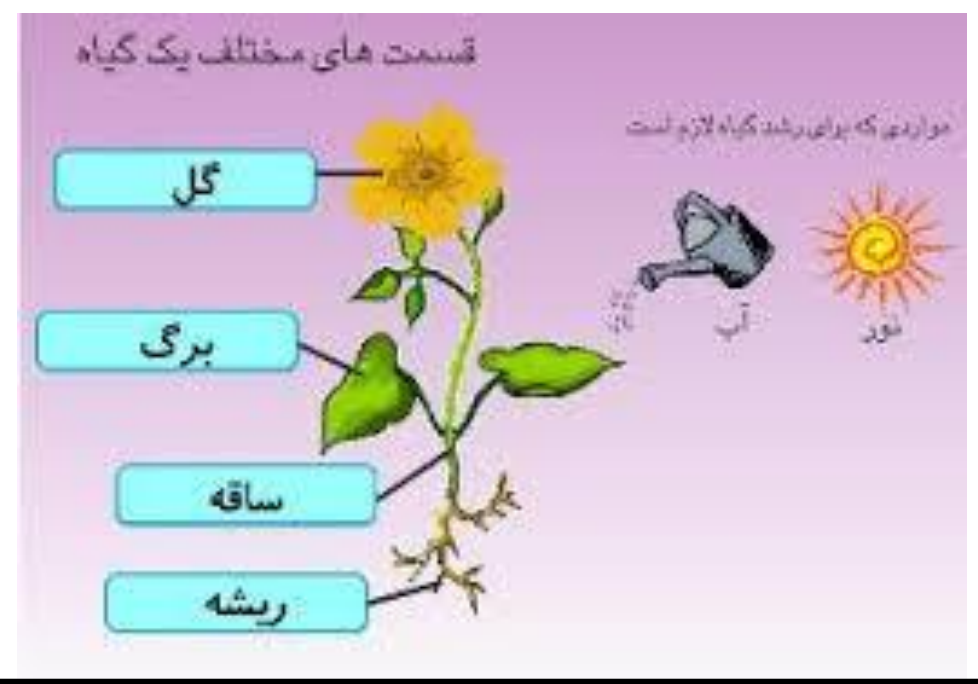 قسمت های مختلف یک گیاه
مواردی که برای رشد گیاه لازم است
گل
برگ
ساقه
ریشه
آب
نور